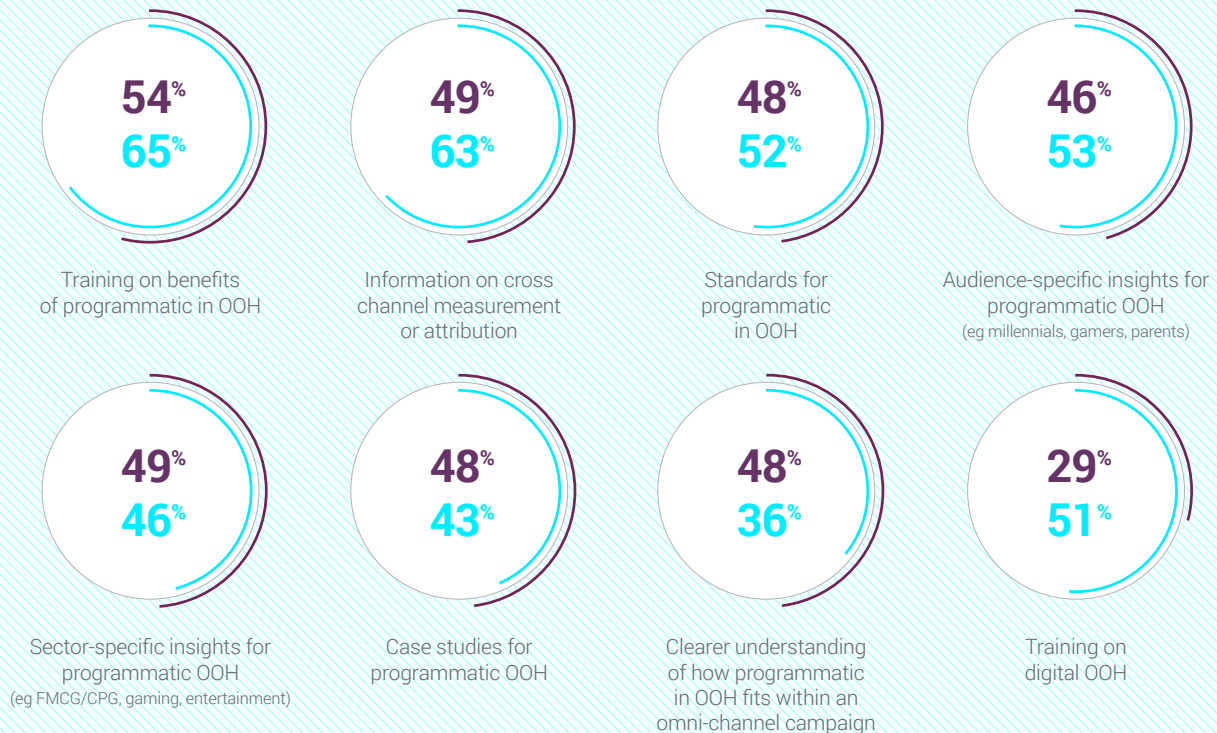 54%
65%
Training on benefits
of programmatic in OOH
49%
63%
Information on cross
channel measurement
or attribution
48%
52%
Standards for
programmatic
in OOH
46%
53%
Audience-specific insights for
programmatic OOH
(eg millennials, gamers, parents)
49%
46%
Sector-specific insights for
programmatic OOH
(eg FMCG/CPG, gaming, entertainment)
48%
43%
Case studies for
programmatic OOH
48%
36%
Clearer understanding
of how programmatic
in OOH fits within an
omni-channel campaign
29%
51%
Training on
digital OOH